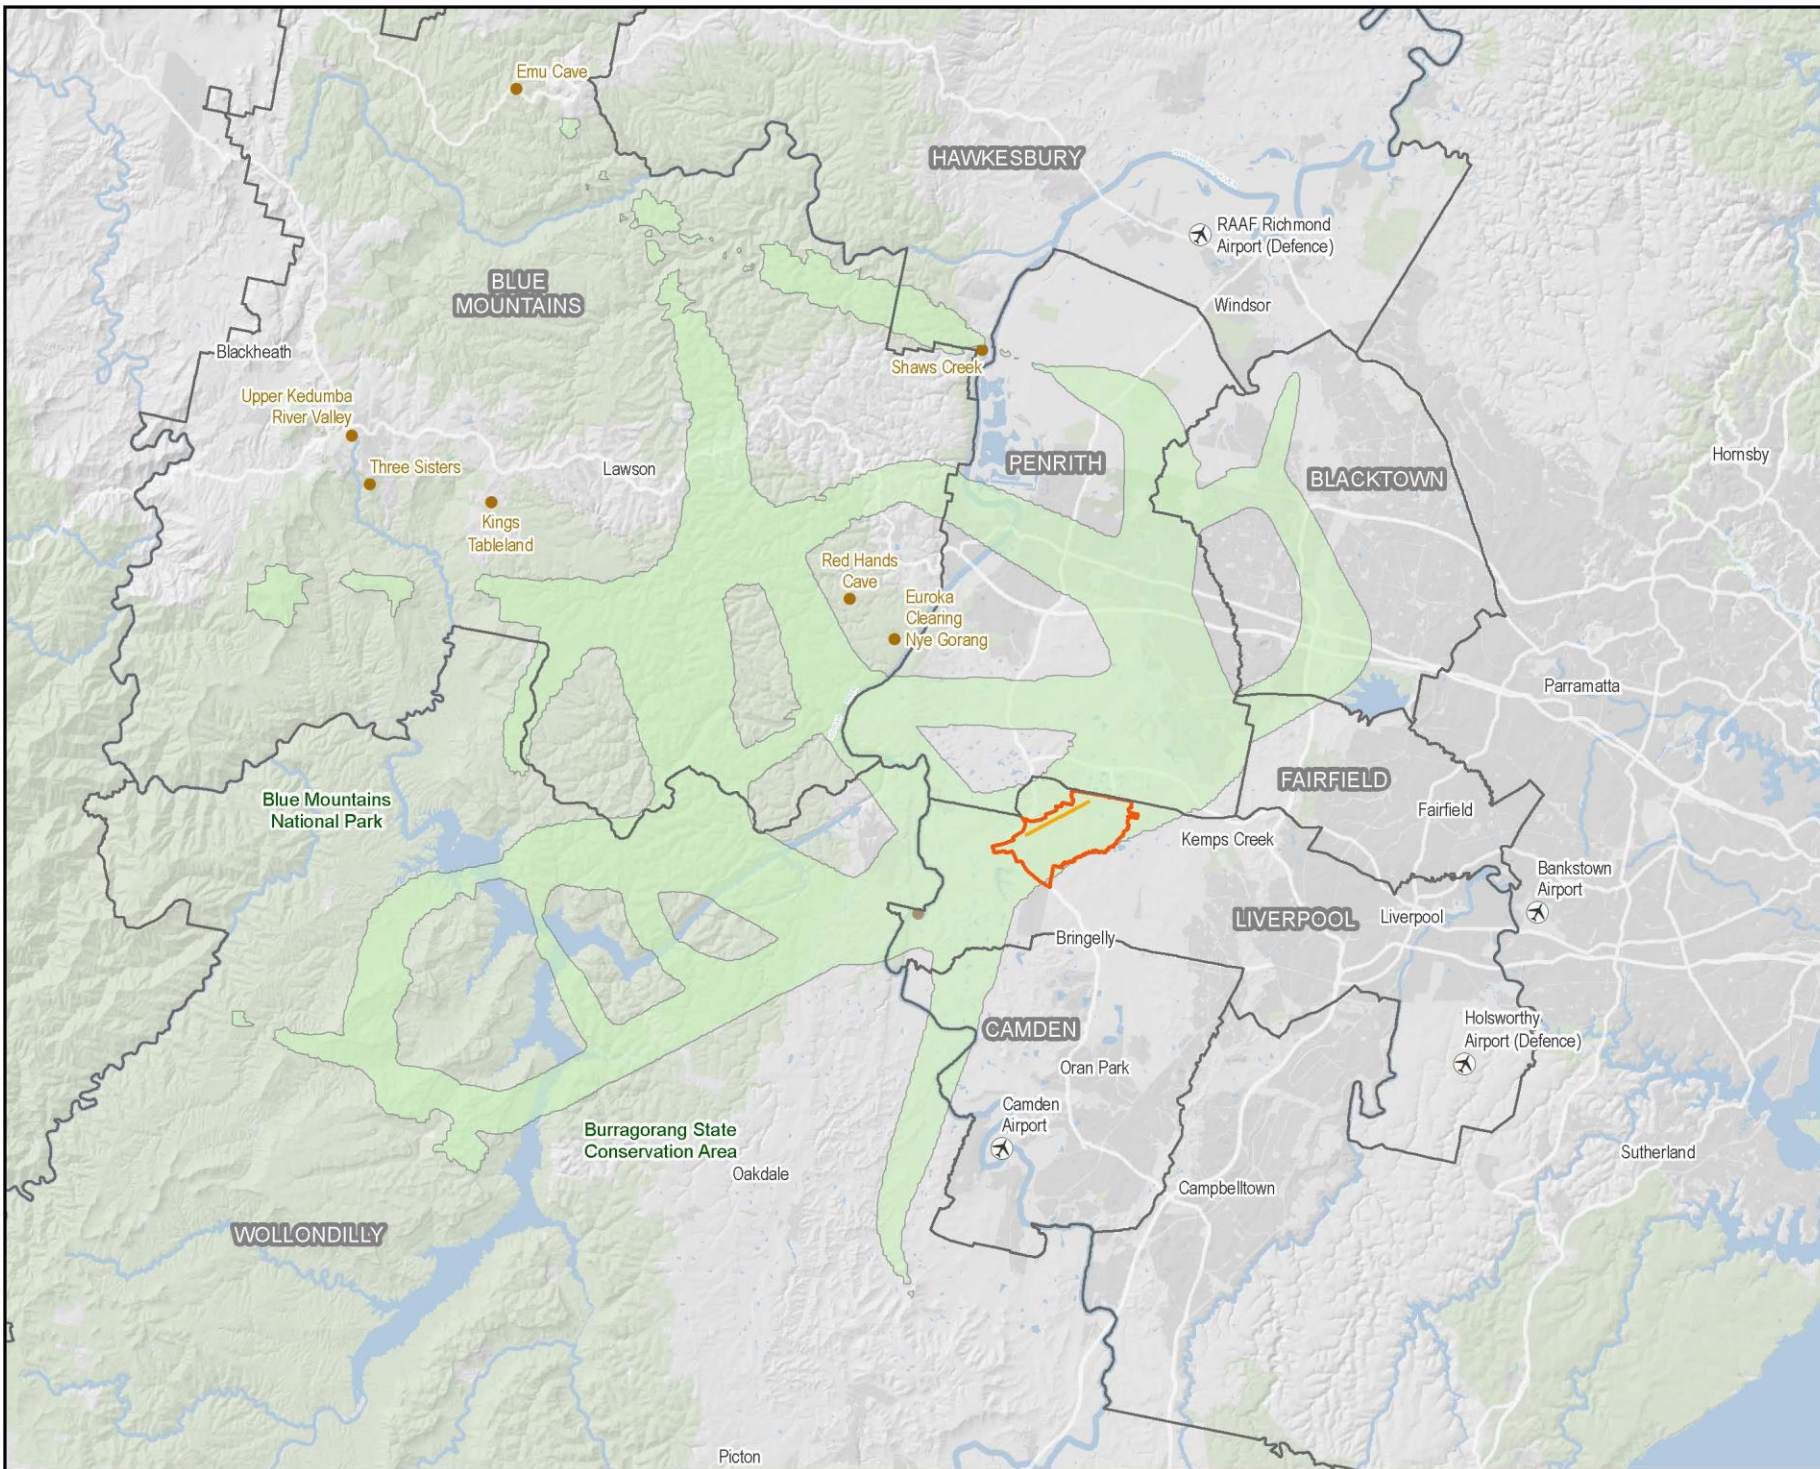 Emu Cave
HAWKESBURY
RAAF Richmond
Airport (Defence)
BLUE
MOUNTAINS
Windsor
Blackheath
Shaws Creek
Upper Kedumba
River Valley
Three Sisters
Lawson
PENRITH
BLACKTOWN
Hornsby
Kings
Tableland
Red Hands
Cave
Euroka
Clearing
Nye Gorang
Parramatta
Blue Mountains
National Park
FAIRFIELD
Fairfield
Kemps Creek
Bankstown
Airport
LIVERPOOL
Liverpool
Bringelly
CAMDEN
Holsworthy
Airport (Defence)
Oran Park
Camden
Airport
Burragorang State
Conservation Area
Oakdale
Sutherland
Campbelltown
WOLLONDILLY
Picton